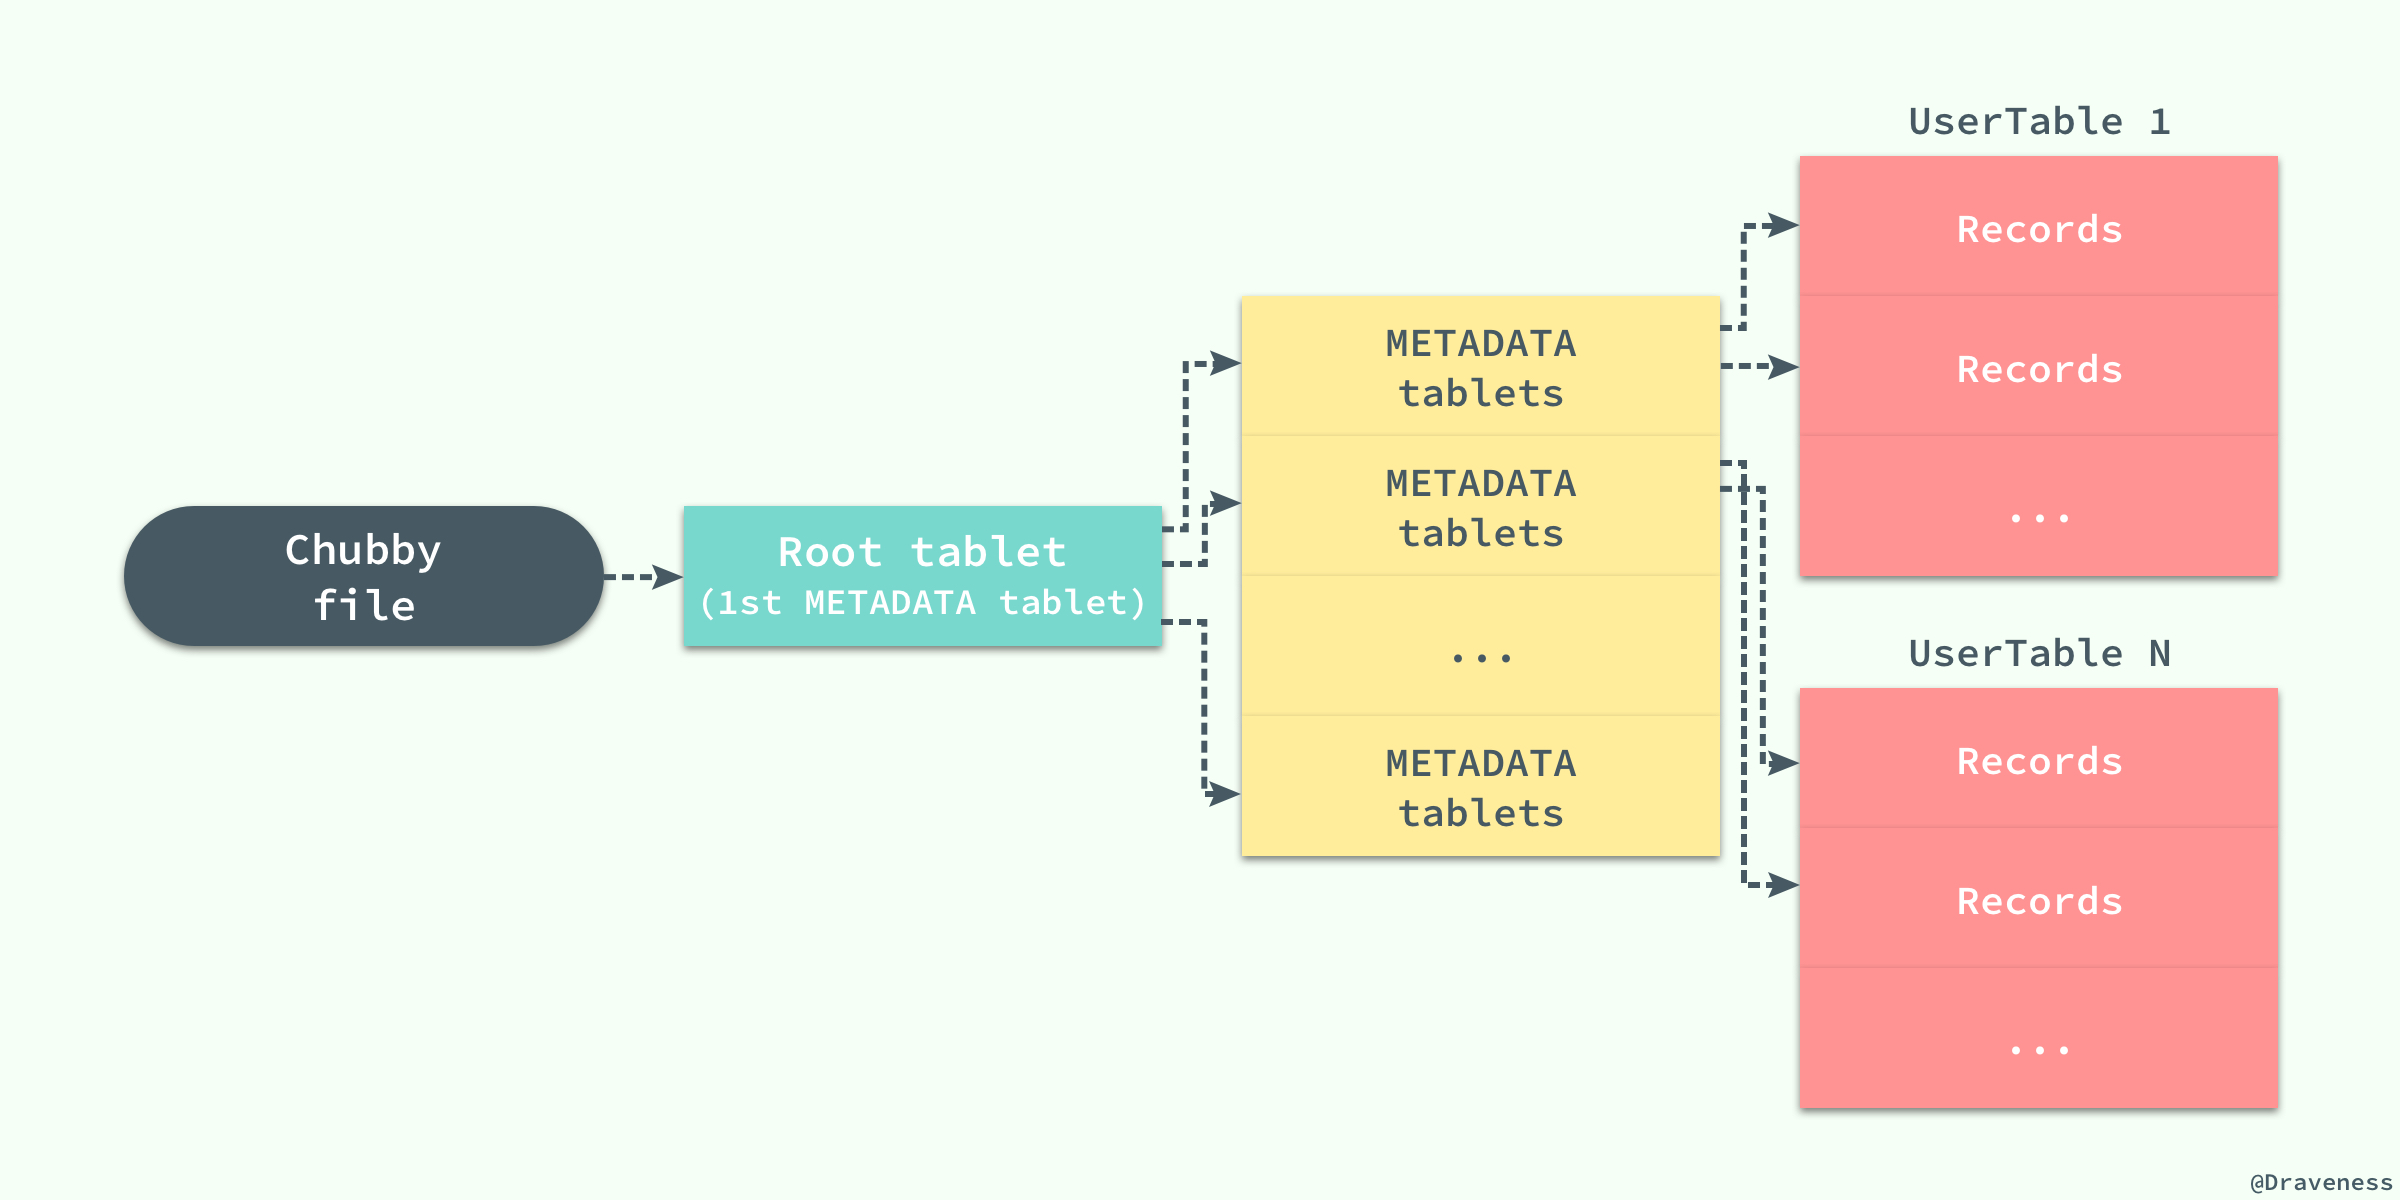 Chubby
file
Root tablet
(1st METADATA tablet)
METADATA
tablets
METADATA
tablets
...
METADATA
tablets
UserTable 1
Records
Records
...
UserTable N
Records
Records
...
@Draveness